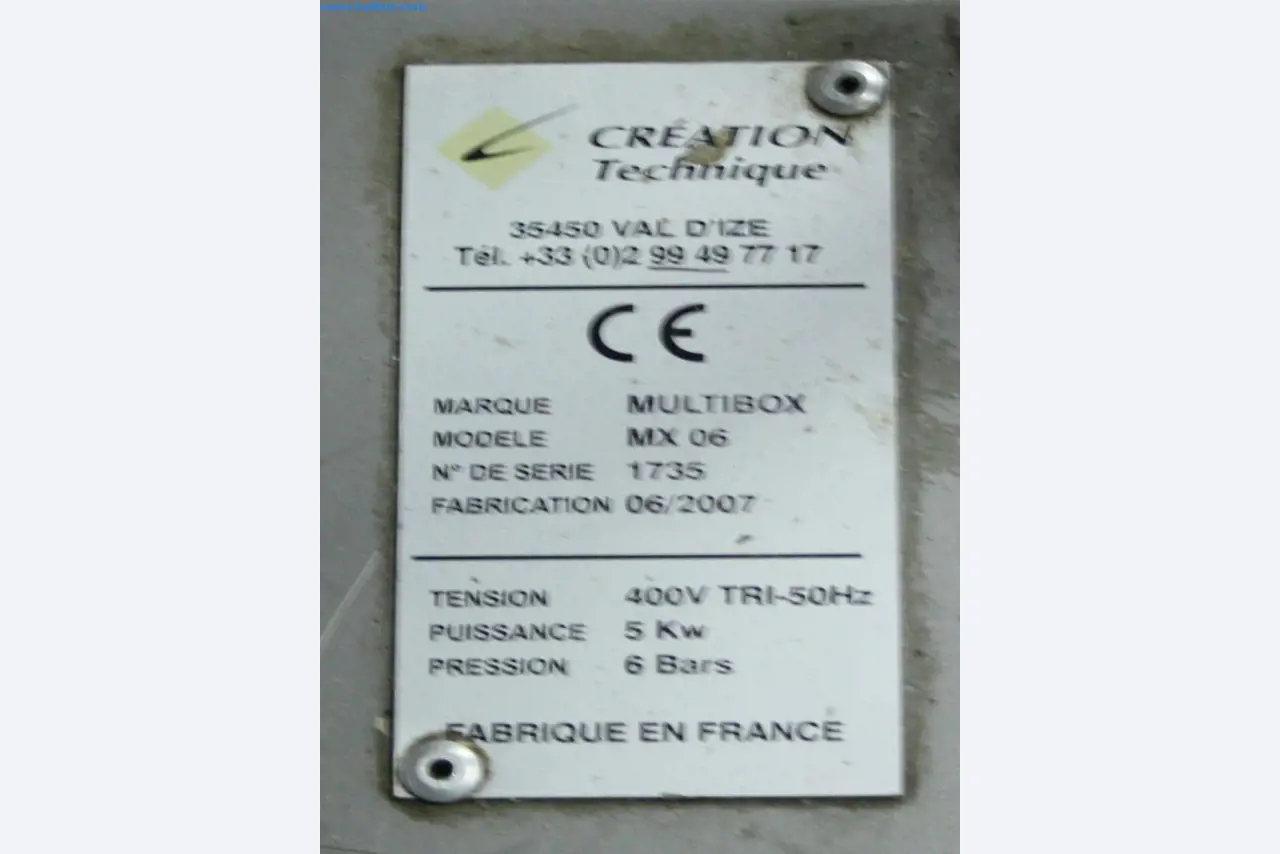 CRÉATION
Technique
35450 VAL D'IZE
Tél. +33 (0)2 99 49 77 17
CE
MARQUE MULTIBOX
MODELE MX 06
N° DE SERIE 1735
FABRICATION 06/2007
TENSION 400V TRI-50Hz
PUISSANCE 5 Kw
PRESSION 6 Bars
FABRIQUE EN FRANCE